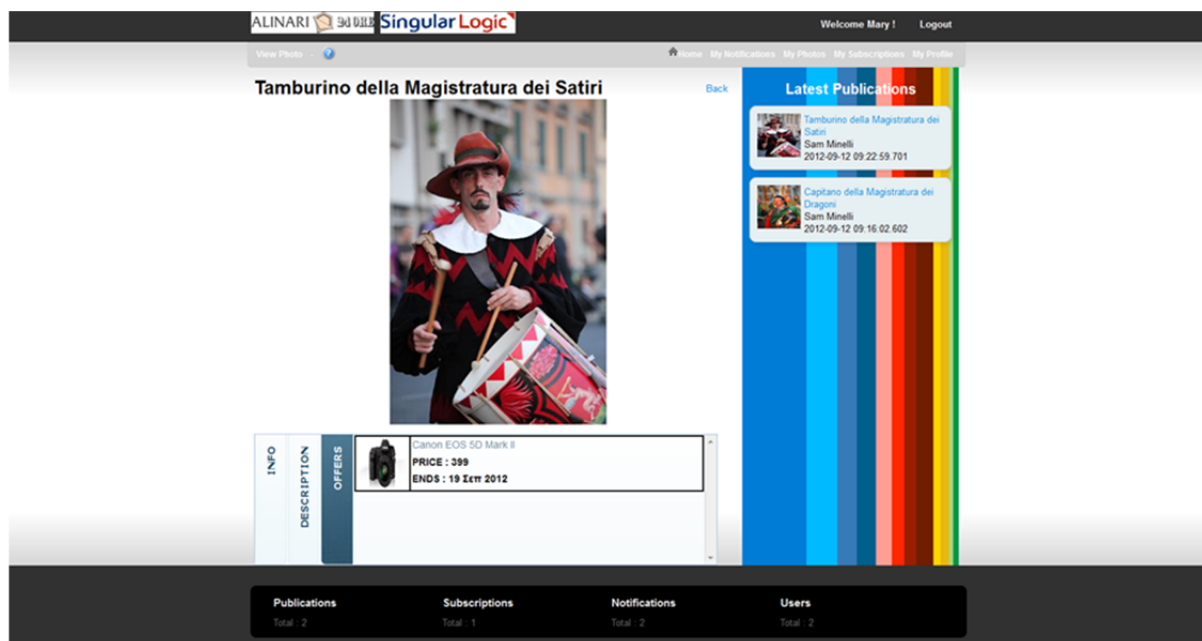 ALINARI 24 ORE Singular Logic
Welcome Mary ! Logout
View Photo -
Home My Notifications My Photos My Subscriptions My Profile
Tamburino della Magistratura dei Satiri
Back
Latest Publications
Tamburino della Magistratura dei
Satiri
Sam Minelli
2012-09-12 09:22:59.701
Capitano della Magistratura dei
Dragoni
Sam Minelli
2012-09-12 09:16:02.602
INFO
DESCRIPTION
OFFERS
Canon EOS 5D Mark II
PRICE : 399
ENDS : 19 Σεπ 2012
Publications Subscriptions Notifications Users
Total : 2 Total : 1 Total : 2 Total : 2